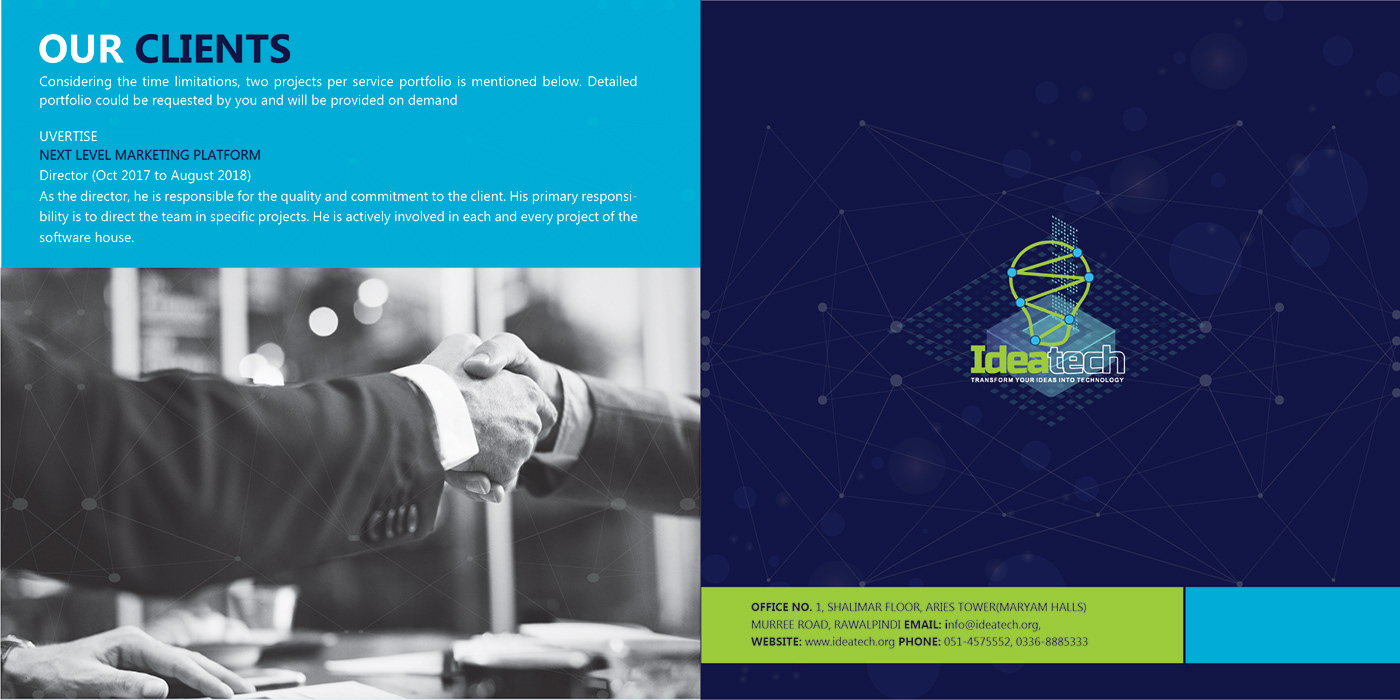 OUR CLIENTS
Considering the time limitations, two projects per service portfolio is mentioned below. Detailed
portfolio could be requested by you and will be provided on demand
UVERTISE
NEXT LEVEL MARKETING PLATFORM
Director (Oct 2017 to August 2018)
As the director, he is responsible for the quality and commitment to the client. His primary responsi-
bility is to direct the team in specific projects. He is actively involved in each and every project of the
software house.
Ideatech
TRANSFORM YOUR IDEAS INTO TECHNOLOGY
OFFICE NO. 1, SHALIMAR FLOOR, ARIES TOWER(MARYAM HALLS)
MURREE ROAD, RAWALPINDI EMAIL: info@ideatech.org,
WEBSITE: www.ideatech.org PHONE: 051-4575552, 0336-8885333